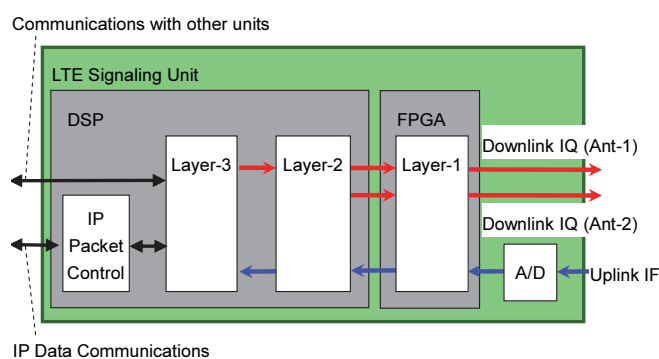 Communications with other units
LTE Signaling Unit
DSP
FPGA
Layer-3
Layer-2
Layer-1
Downlink IQ (Ant-1)
Downlink IQ (Ant-2)
IP
Packet
Control
A/D
Uplink IF
IP Data Communications